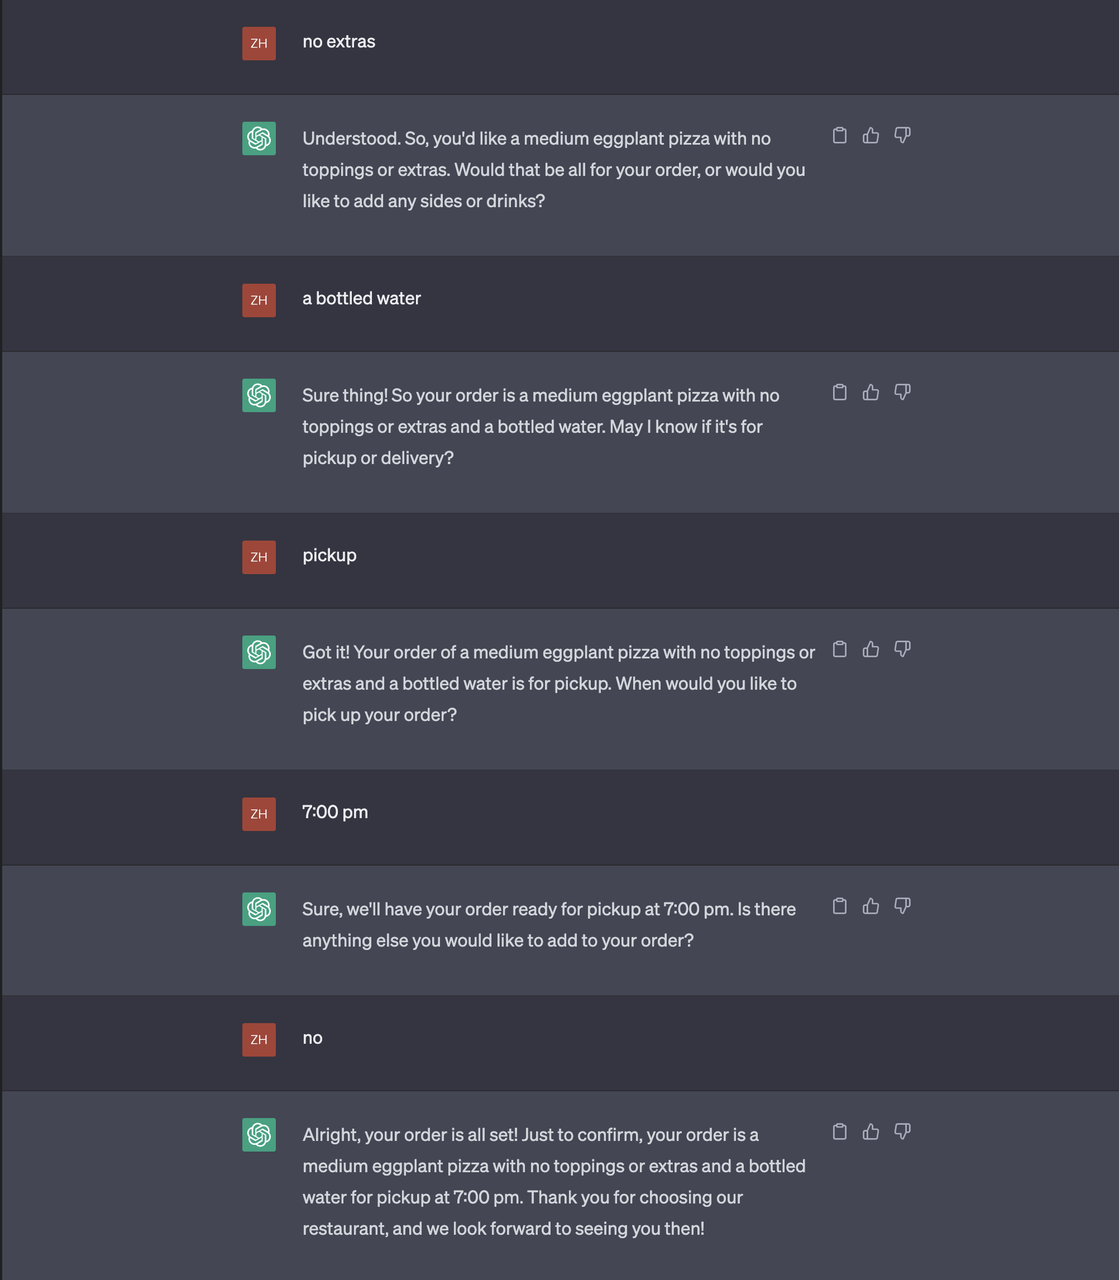 ZH
no extras
Understood. So, you'd like a medium eggplant pizza with no
toppings or extras. Would that be all for your order, or would you
like to add any sides or drinks?
ZH
a bottled water
Sure thing! So your order is a medium eggplant pizza with no
toppings or extras and a bottled water. May I know if it's for
pickup or delivery?
ZH
pickup
Got it! Your order of a medium eggplant pizza with no toppings or
extras and a bottled water is for pickup. When would you like to
pick up your order?
ZH
7:00 pm
Sure, we'll have your order ready for pickup at 7:00 pm. Is there
anything else you would like to add to your order?
ZH
no
Alright, your order is all set! Just to confirm, your order is a
medium eggplant pizza with no toppings or extras and a bottled
water for pickup at 7:00 pm. Thank you for choosing our
restaurant, and we look forward to seeing you then!